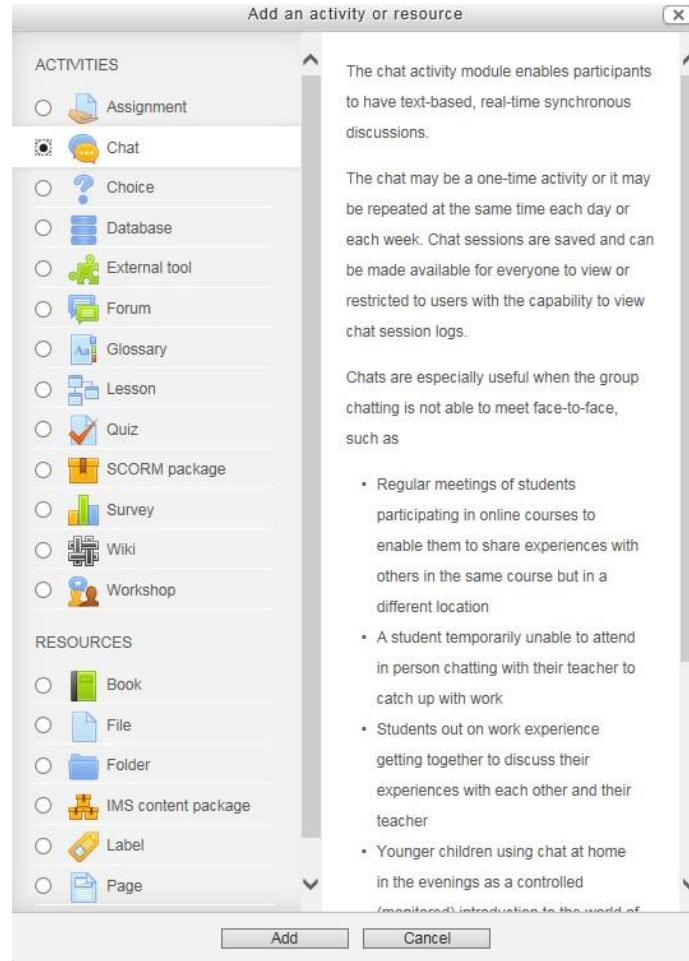 Add an activity or resource
ACTIVITIES
Assignment
Chat
Choice
Database
External tool
Forum
Glossary
Lesson
Quiz
SCORM package
Survey
Wiki
Workshop
RESOURCES
Book
File
Folder
IMS content package
Label
Page
The chat activity module enables participants
to have text-based, real-time synchronous
discussions.
The chat may be a one-time activity or it may
be repeated at the same time each day or
each week. Chat sessions are saved and can
be made available for everyone to view or
restricted to users with the capability to view
chat session logs.
Chats are especially useful when the group
chatting is not able to meet face-to-face,
such as
• Regular meetings of students
participating in online courses to
enable them to share experiences with
others in the same course but in a
different location
• A student temporarily unable to attend
in person chatting with their teacher to
catch up with work
• Students out on work experience
getting together to discuss their
experiences with each other and their
teacher
• Younger children using chat at home
in the evenings as a controlled
(monitored) introduction to the world of
Add
Cancel